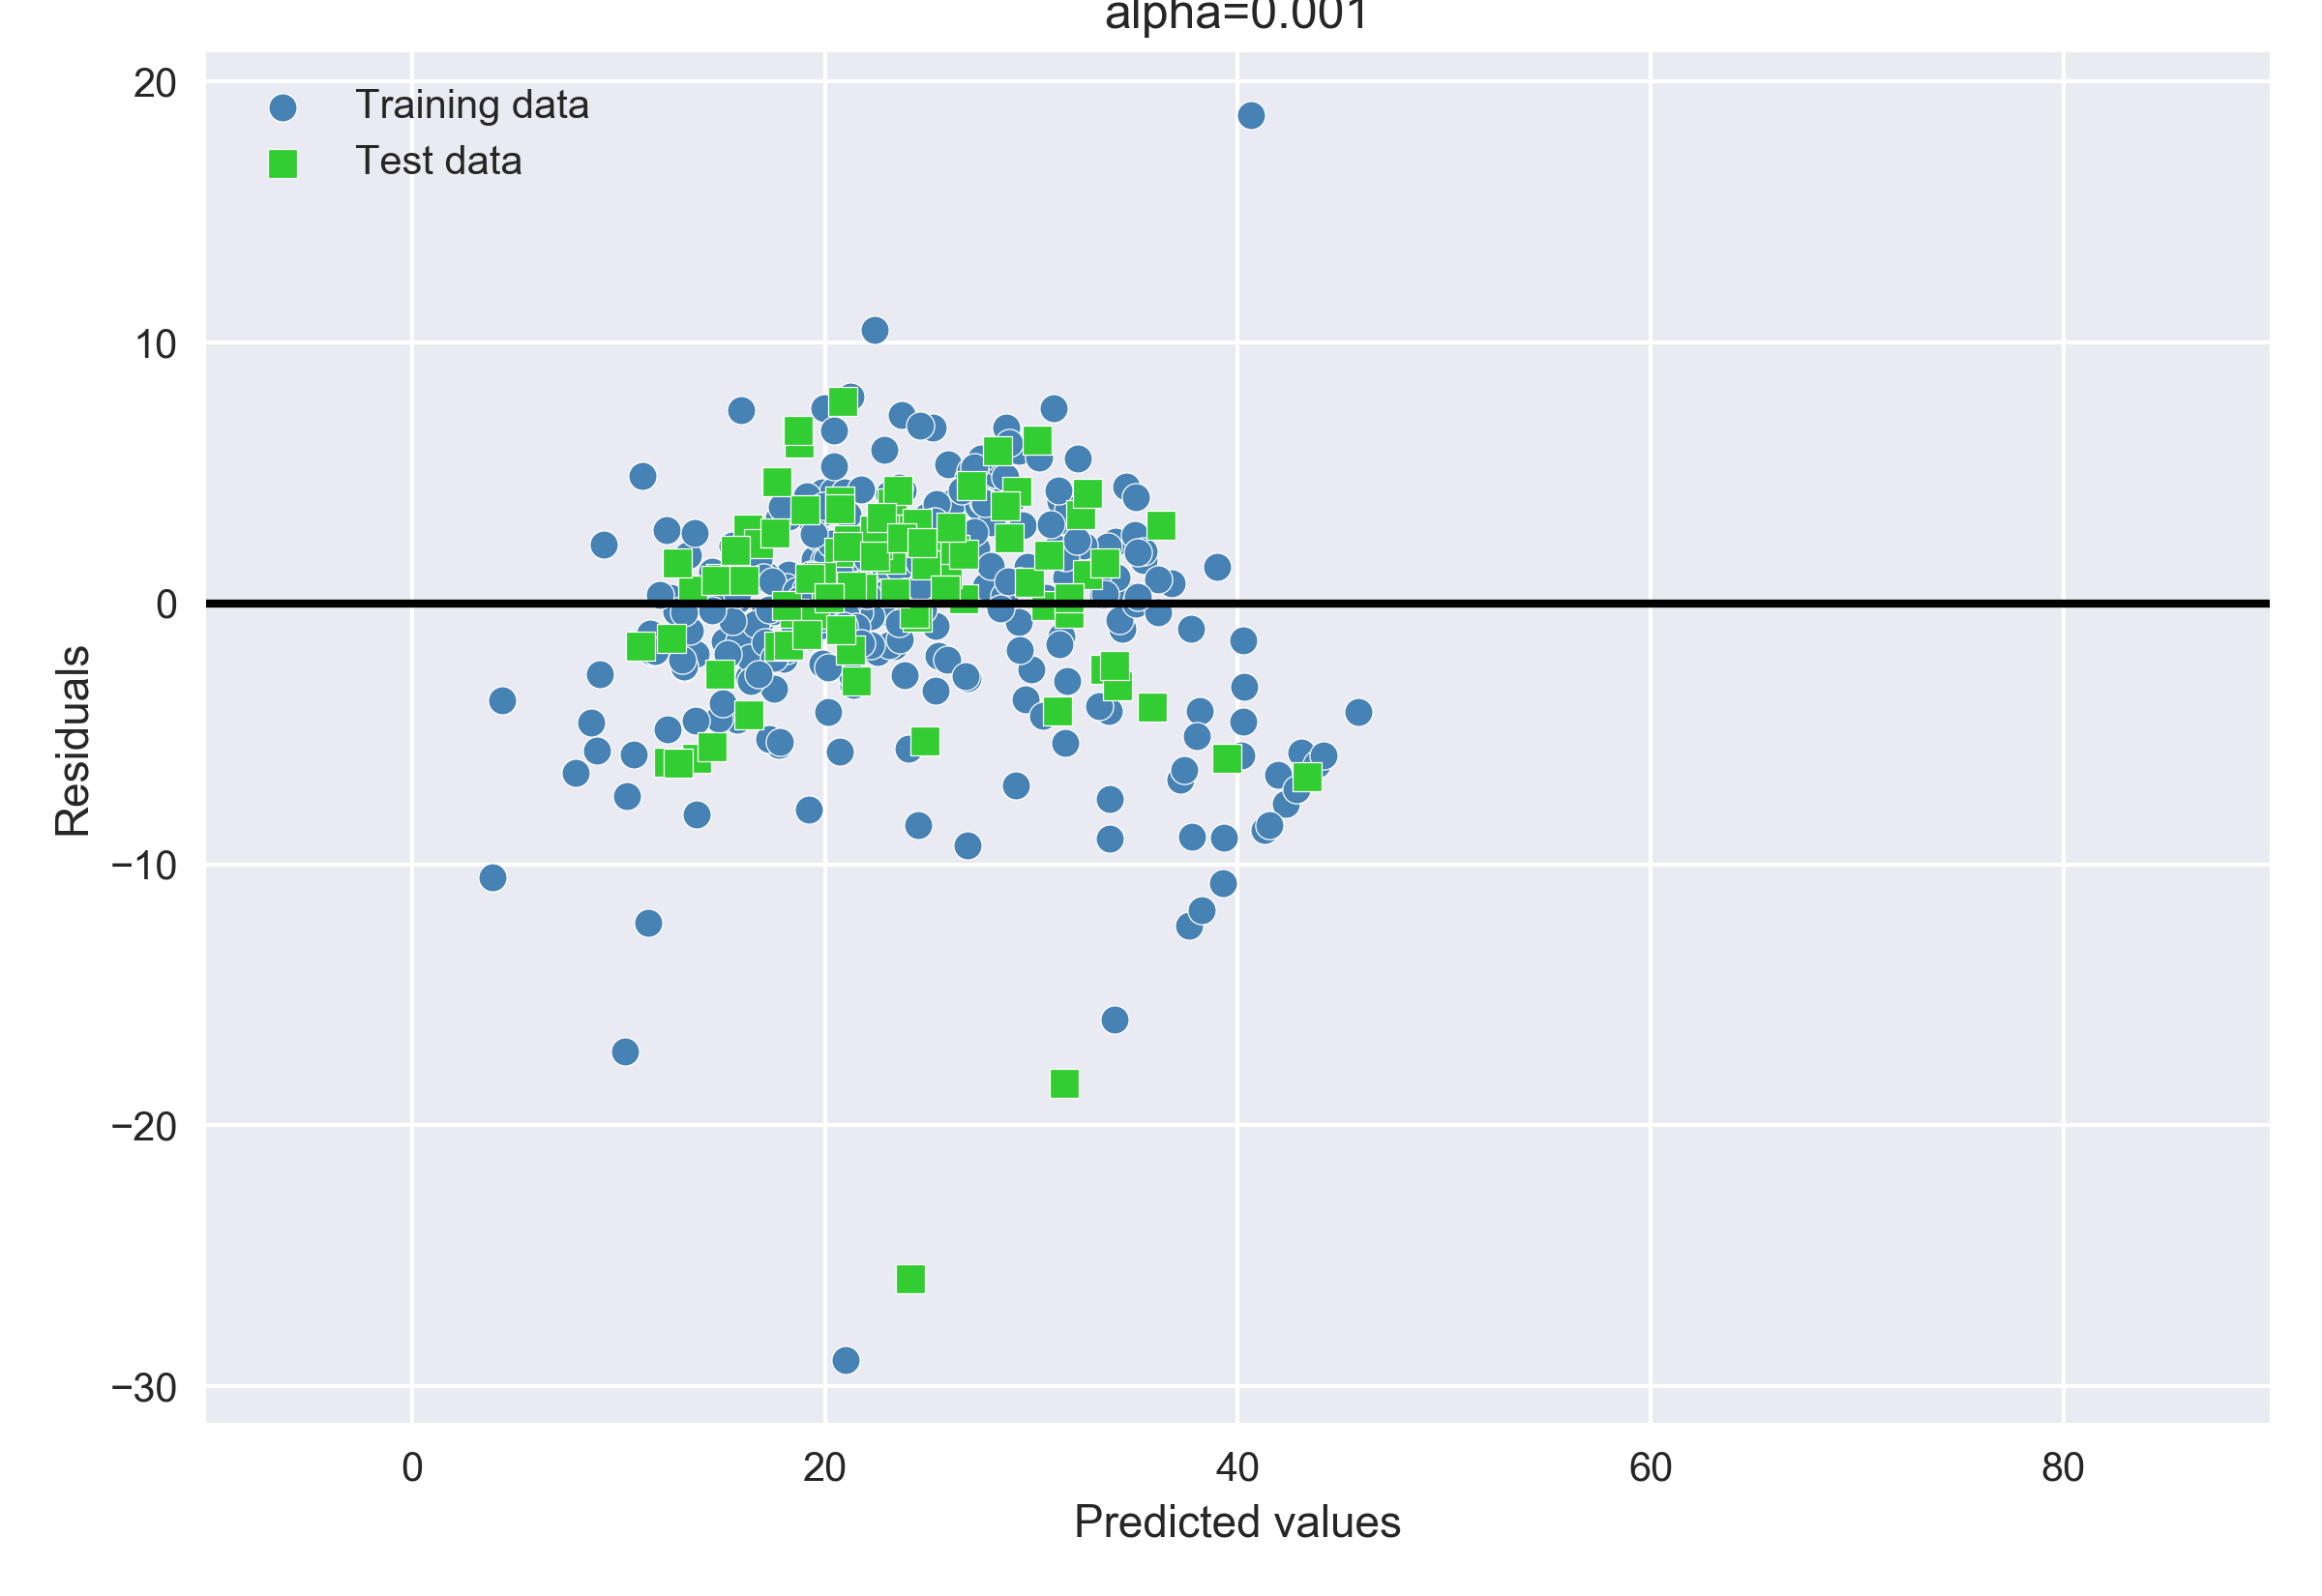 alpha=0.001
Training data
Test data
20
10
0
−10
−20
−30
Residuals
0 20 40 60 80
Predicted values